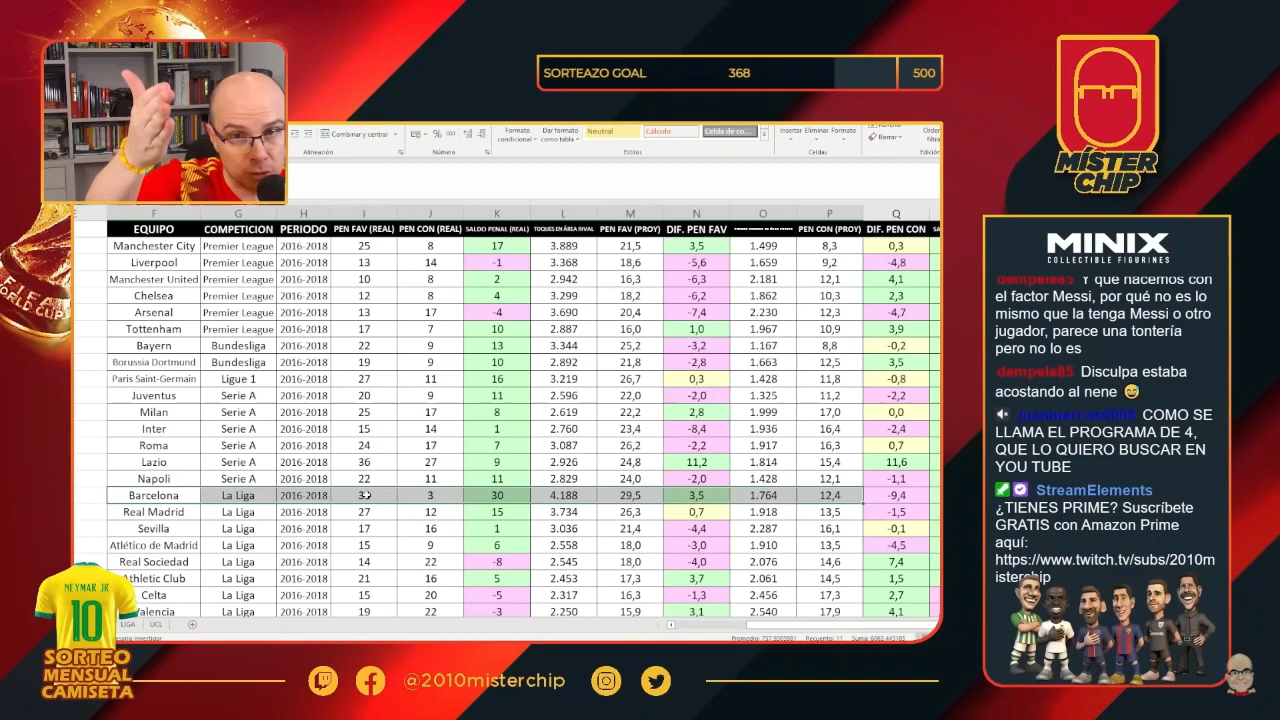 SORTEAZO GOAL 368 500
MÍSTER
CHIP
Combinar y centrar
Formato
condicional
Dar formato
como tabla
Neutral
Cálculo
Celda de co...
Insertar Eliminar Formato
Borrar
Alineación
Número
Estilos
Celdas
Edición
F G H I J K L M N O P Q
EQUIPO COMPETICION PERIODO PEN FAV (REAL) PEN CON (REAL) SALDO PENAL (REAL) TOQUES EN ÁREA RIVAL PEN FAV (PROY) DIF. PEN FAV PEN CON (PROY) DIF. PEN CON
Manchester City Premier League 2016-2018 25 8 17 3.889 21,5 3,5 1.499 8,3 0,3
Liverpool Premier League 2016-2018 13 14 -1 3.368 18,6 -5,6 1.659 9,2 -4,8
Manchester United Premier League 2016-2018 10 8 2 2.942 16,3 -6,3 2.181 12,1 4,1
Chelsea Premier League 2016-2018 12 8 4 3.299 18,2 -6,2 1.862 10,3 2,3
Arsenal Premier League 2016-2018 13 17 -4 3.690 20,4 -7,4 2.230 12,3 -4,7
Tottenham Premier League 2016-2018 17 7 10 2.887 16,0 1,0 1.967 10,9 3,9
Bayern Bundesliga 2016-2018 22 9 13 3.344 25,2 -3,2 1.167 8,8 -0,2
Borussia Dortmund Bundesliga 2016-2018 19 9 10 2.892 21,8 -2,8 1.663 12,5 3,5
Paris Saint-Germain Ligue 1 2016-2018 27 11 16 3.219 26,7 0,3 1.428 11,8 -0,8
Juventus Serie A 2016-2018 20 9 11 2.596 22,0 -2,0 1.325 11,2 -2,2
Milan Serie A 2016-2018 25 17 8 2.619 22,2 2,8 1.999 17,0 0,0
Inter Serie A 2016-2018 15 14 1 2.760 23,4 -8,4 1.936 16,4 -2,4
Roma Serie A 2016-2018 24 17 7 3.087 26,2 -2,2 1.917 16,3 0,7
Lazio Serie A 2016-2018 36 27 9 2.926 24,8 11,2 1.814 15,4 11,6
Napoli Serie A 2016-2018 22 11 11 2.829 24,0 -2,0 1.428 12,1 -1,1
Barcelona La Liga 2016-2018 3 30 4.188 29,5 3,5 1.764 12,4 -9,4
Real Madrid La Liga 2016-2018 27 12 15 3.734 26,3 0,7 1.918 13,5 -1,5
Sevilla La Liga 2016-2018 17 16 1 3.036 21,4 -4,4 2.287 16,1 -0,1
Atlético de Madrid La Liga 2016-2018 15 9 6 2.558 18,0 -3,0 1.910 13,5 -4,5
Real Sociedad La Liga 2016-2018 14 22 -8 2.545 18,0 -4,0 2.076 14,6 7,4
Athletic Club La Liga 2016-2018 21 16 5 2.453 17,3 3,7 2.061 14,5 1,5
Celta La Liga 2016-2018 15 20 -5 2.317 16,3 -1,3 2.456 17,3 2,7
Valencia La Liga 2016-2018 19 22 -3 2.250 15,9 3,1 2.540 17,9 4,1
LIGA UCL
Recuento: 11
MINIX
COLLECTIBLE FIGURINES
dempele85 Y que hacemos con
el factor Messi, por qué no es lo
mismo que la tenga Messi o otro
jugador, parece una tontería
pero no lo es
dempele85 Disculpa estaba
acostando al nene 😅
COMO SE
LLAMA EL PROGRAMA DE 4,
QUE LO QUIERO BUSCAR EN
YOU TUBE
StreamElements
¿TIENES PRIME? Suscríbete
GRATIS con Amazon Prime
aquí:
https://www.twitch.tv/subs/2010m
isterchip
NEYMAR JR
10
SORTEO
MENSUAL
CAMISETA
@2010misterchip
FIFA
WORLD CUP